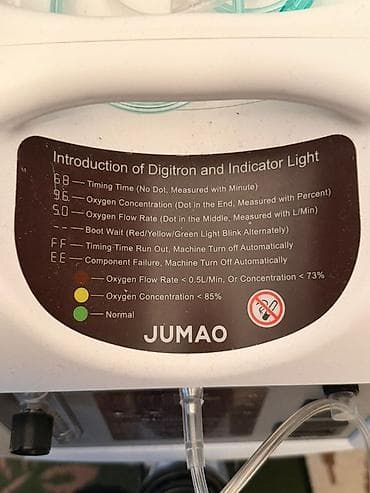 Introduction of Digitron and Indicator Light
68 — Timing Time (No Dot, Measured with Minute)
96. — Oxygen Concentration (Dot in the End, Measured with Percent)
5.0 — Oxygen Flow Rate (Dot in the Middle, Measured with L/Min)
-- — Boot Wait (Red/Yellow/Green Light Blink Alternately)
FF — Timing Time Run Out, Machine Turn off Automatically
EE — Component Failure, Machine Turn Off Automatically
— Oxygen Flow Rate < 0.5L/Min, Or Concentration < 73%
— Oxygen Concentration < 85%
— Normal
JUMAO